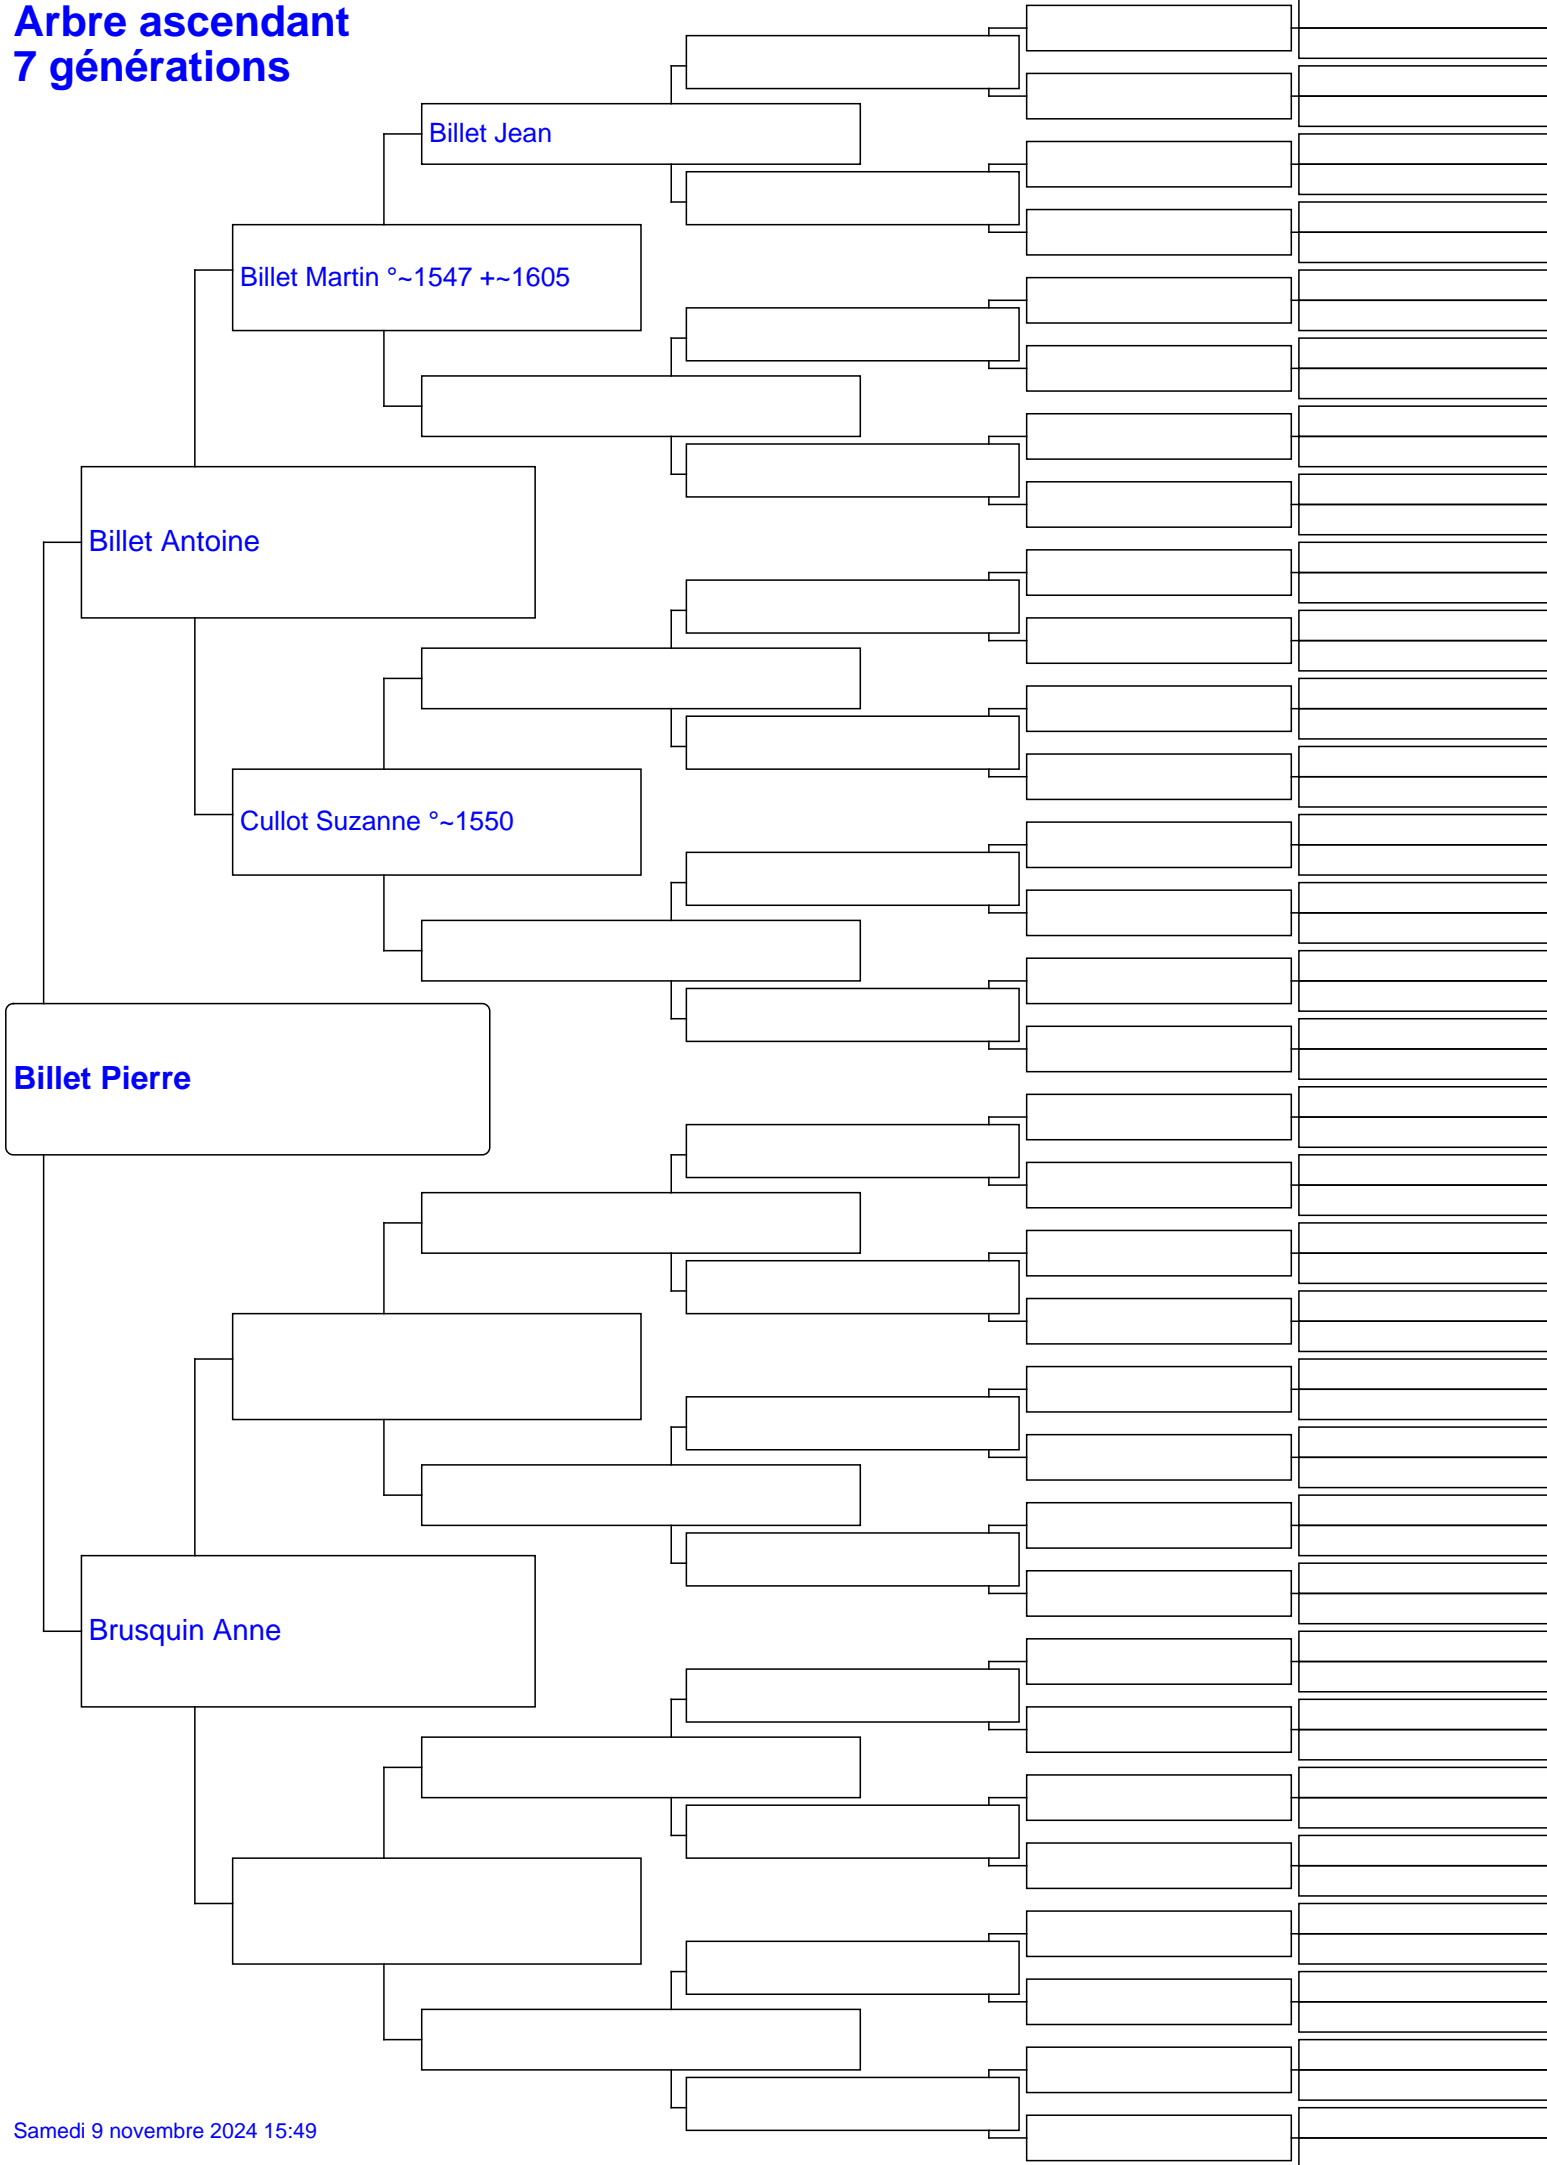 Arbre ascendant
7 générations
Billet Jean
Billet Martin °~1547 +~1605
Billet Antoine
Cullot Suzanne °~1550
Billet Pierre
Brusquin Anne
Samedi 9 novembre 2024 15:49